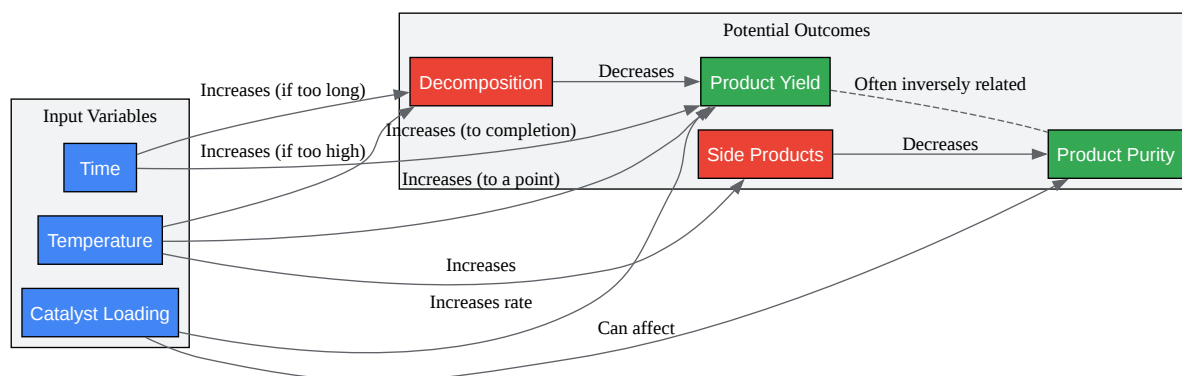 Potential Outcomes
Decomposition
Decreases
Product Yield
Often inversely related
Increases (if too long)
Input Variables
Increases (to completion)
Increases (if too high)
Side Products
Decreases
Product Purity
Time
Increases (to a point)
Temperature
Increases
Increases rate
Catalyst Loading
Can affect